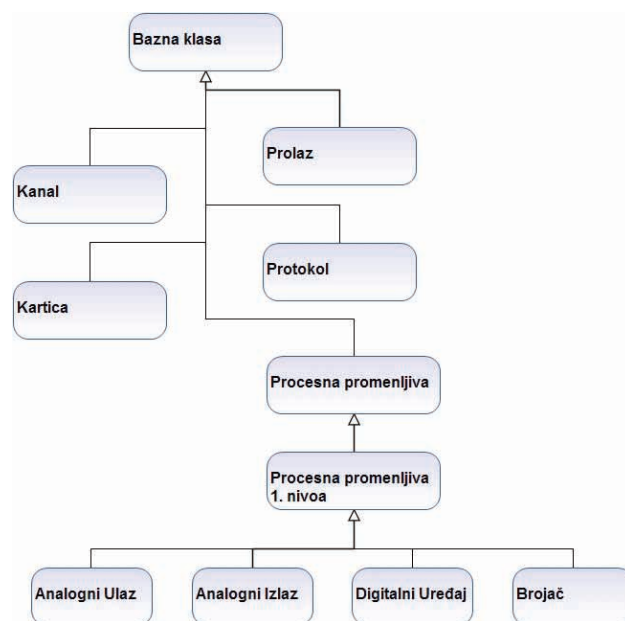 Bazna klasa
Prolaz
Kanal
Protokol
Kartica
Procesna promenljiva
Procesna promenljiva
1. nivoa
Analogni Ulaz
Analogni Izlaz
Digitalni Uređaj
Brojač